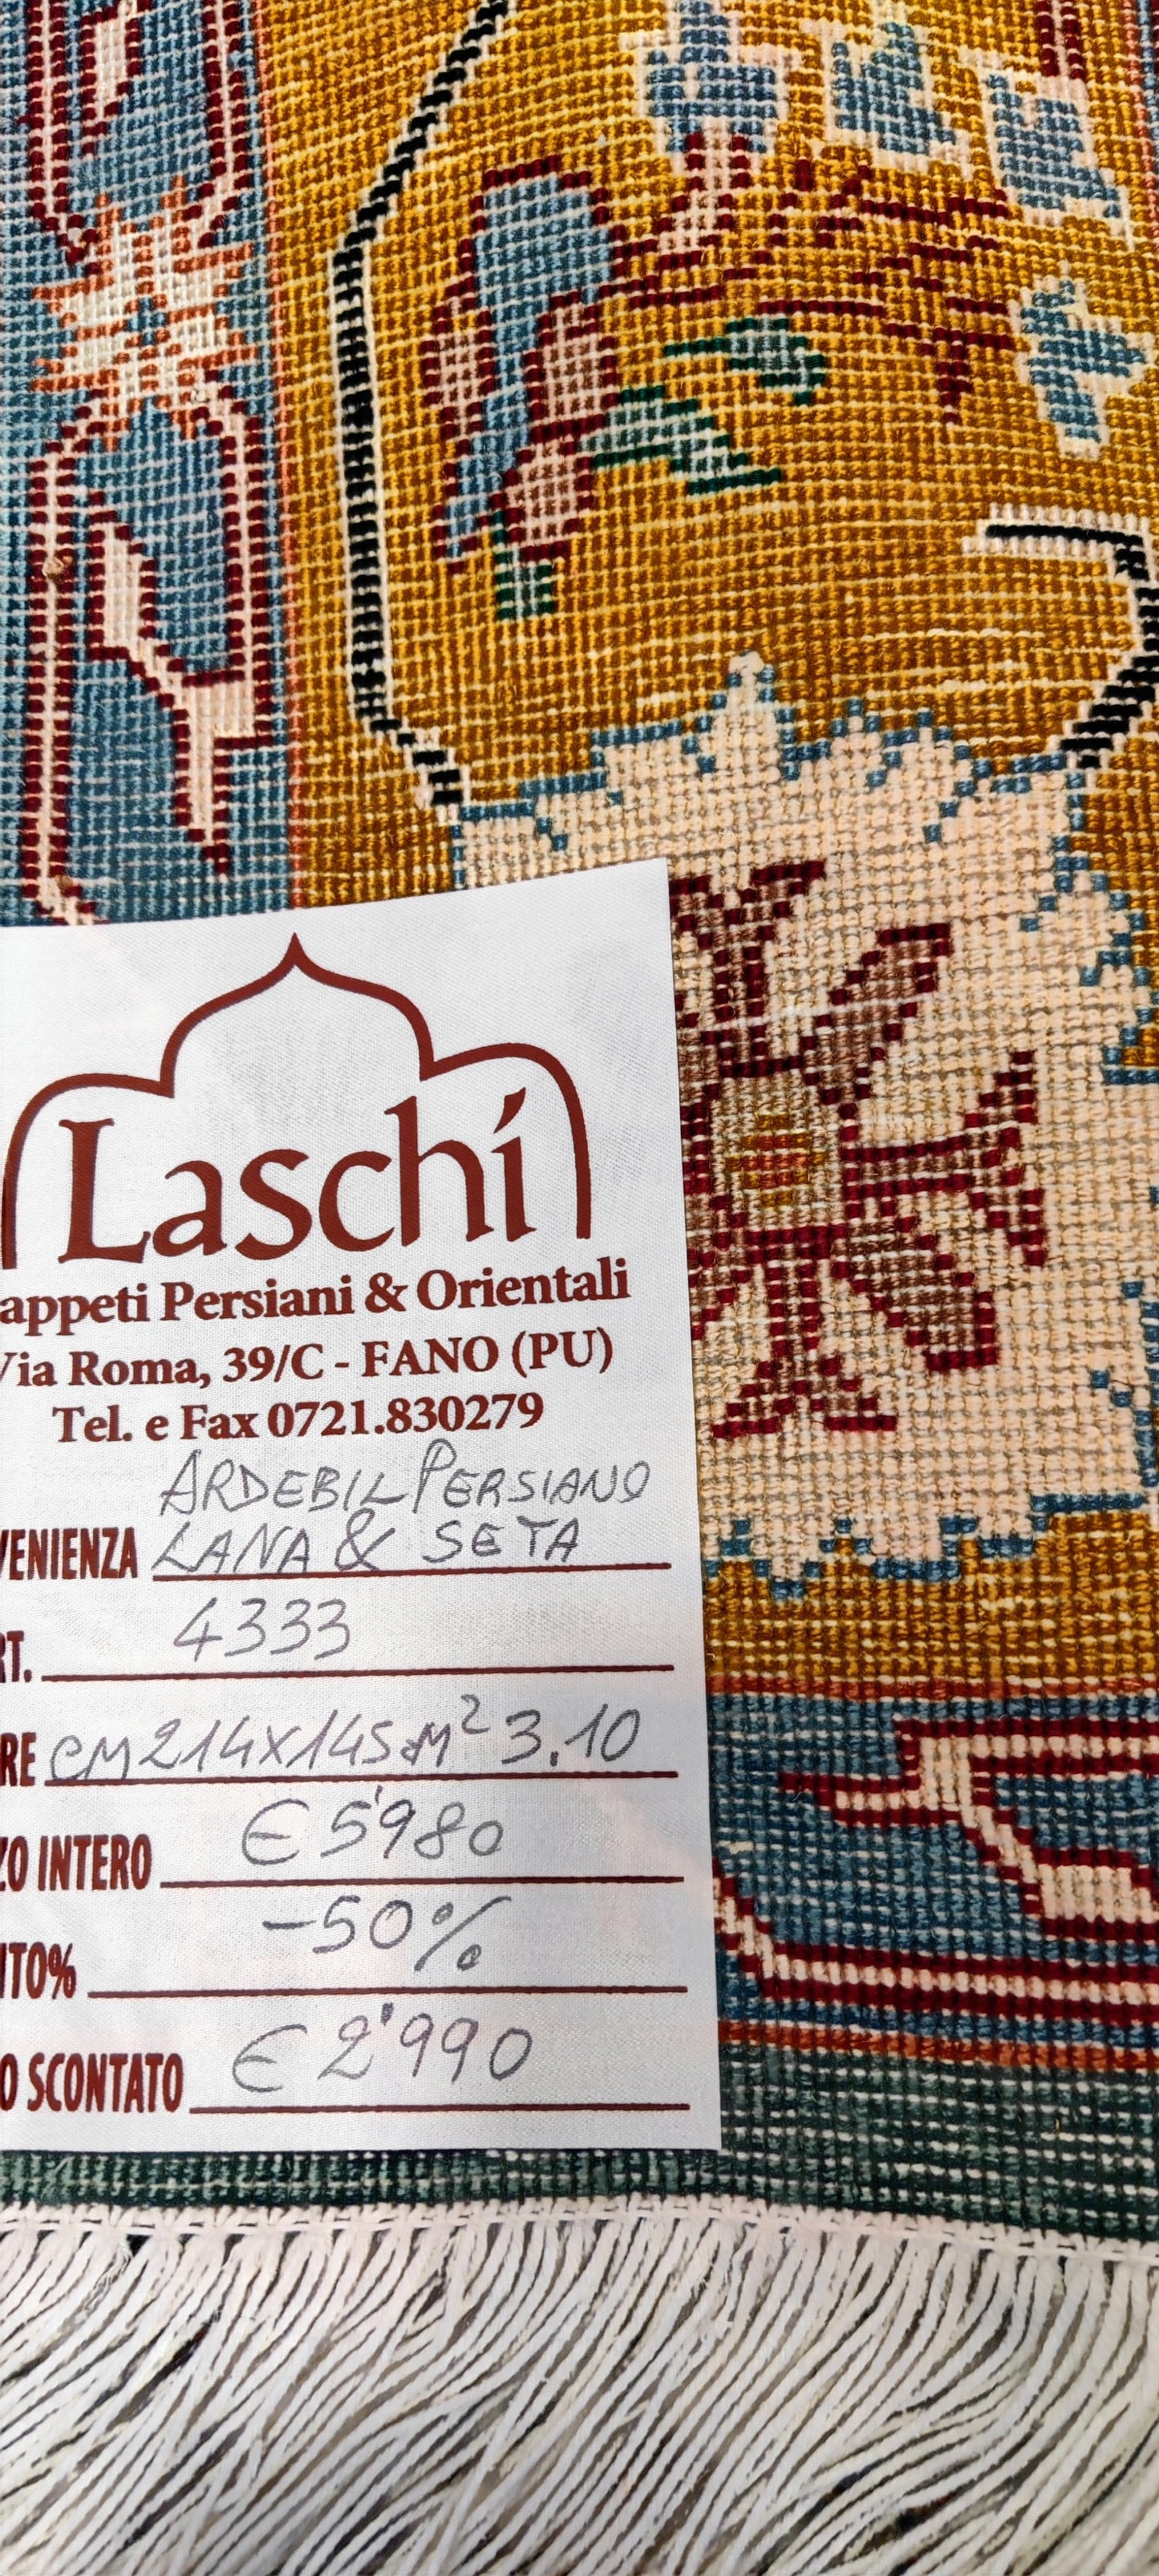 Laschi
appeti Persiani & Orientali
Via Roma, 39/C - FANO (PU)
Tel. e Fax 0721.830279
ARDEBIL PERSIANO
VENIENZA LANA & SETA
RT. 4333
RE CM 214X145 M² 3.10
ZO INTERO € 5'980
NTO% -50%
O SCONTATO € 2'990